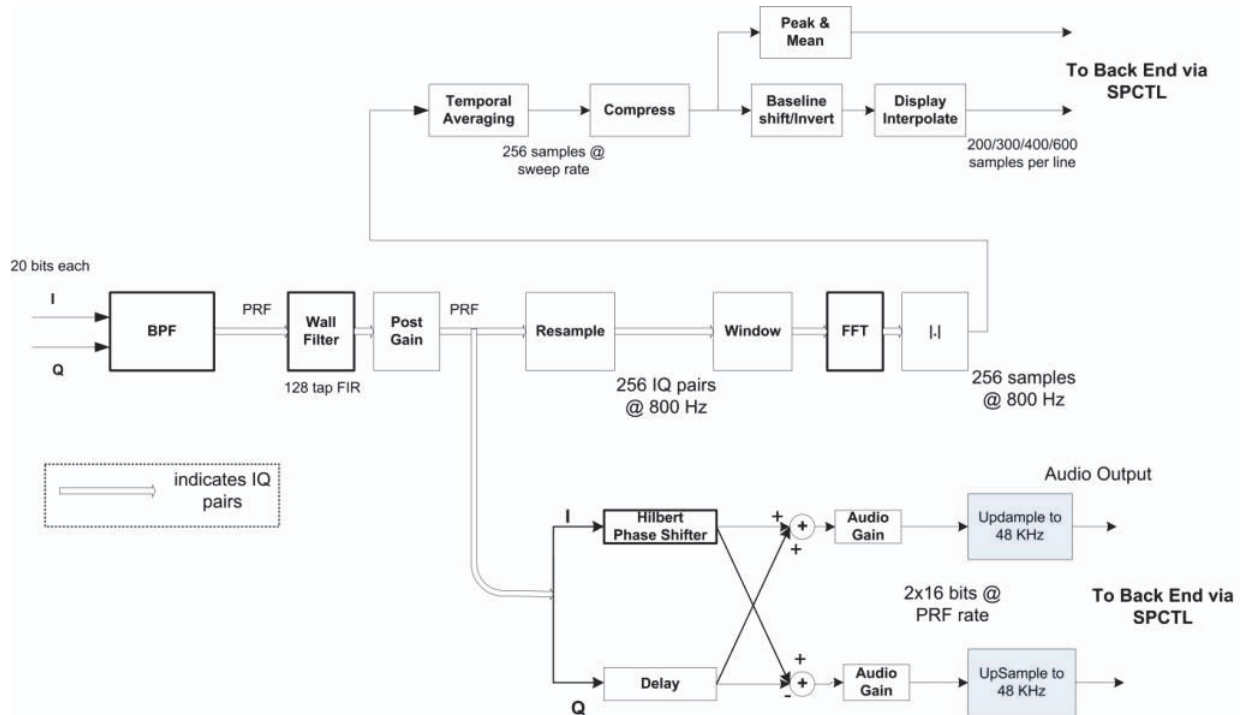 Peak &
Mean
To Back End via
SPCTL
Temporal
Averaging
Compress
Baseline
shift/Invert
Display
Interpolate
256 samples @
sweep rate
200/300/400/600
samples per line
20 bits each
I
Q
BPF
PRF
Wall
Filter
128 tap FIR
Post
Gain
PRF
Resample
256 IQ pairs
@ 800 Hz
Window
FFT
|.|
256 samples
@ 800 Hz
indicates IQ
pairs
Audio Output
I
Hilbert
Phase Shifter
+
+
+
Audio
Gain
Updample to
48 KHz
2x16 bits @
PRF rate
To Back End via
SPCTL
Q
Delay
+
-
+
Audio
Gain
UpSample to
48 KHz